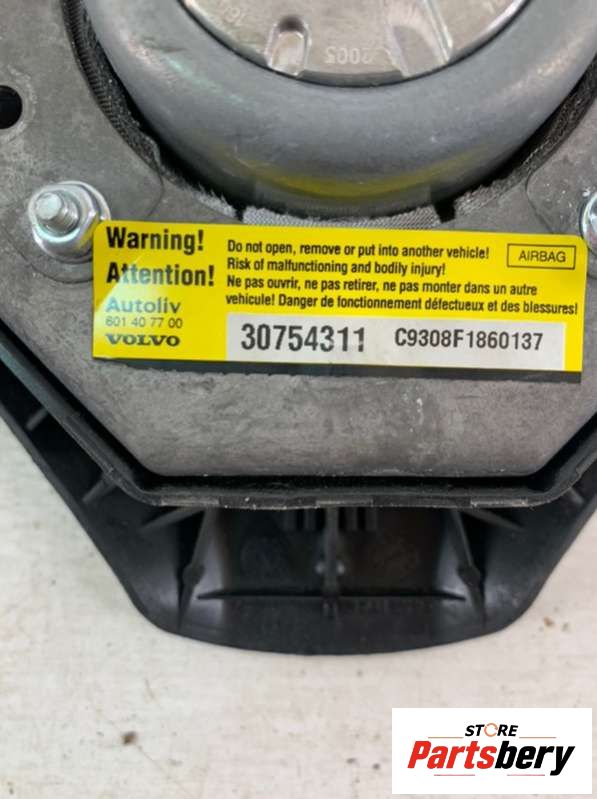 2005
Warning!
Attention!
Autoliv
601 40 77 00
VOLVO
Do not open, remove or put into another vehicle!
AIRBAG
Risk of malfunctioning and bodily injury!
Ne pas ouvrir, ne pas retirer, ne pas monter dans un autre
vehicule! Danger de fonctionnement défectueux et des blessures!
30754311 C9308F1860137
STORE
Partsbery